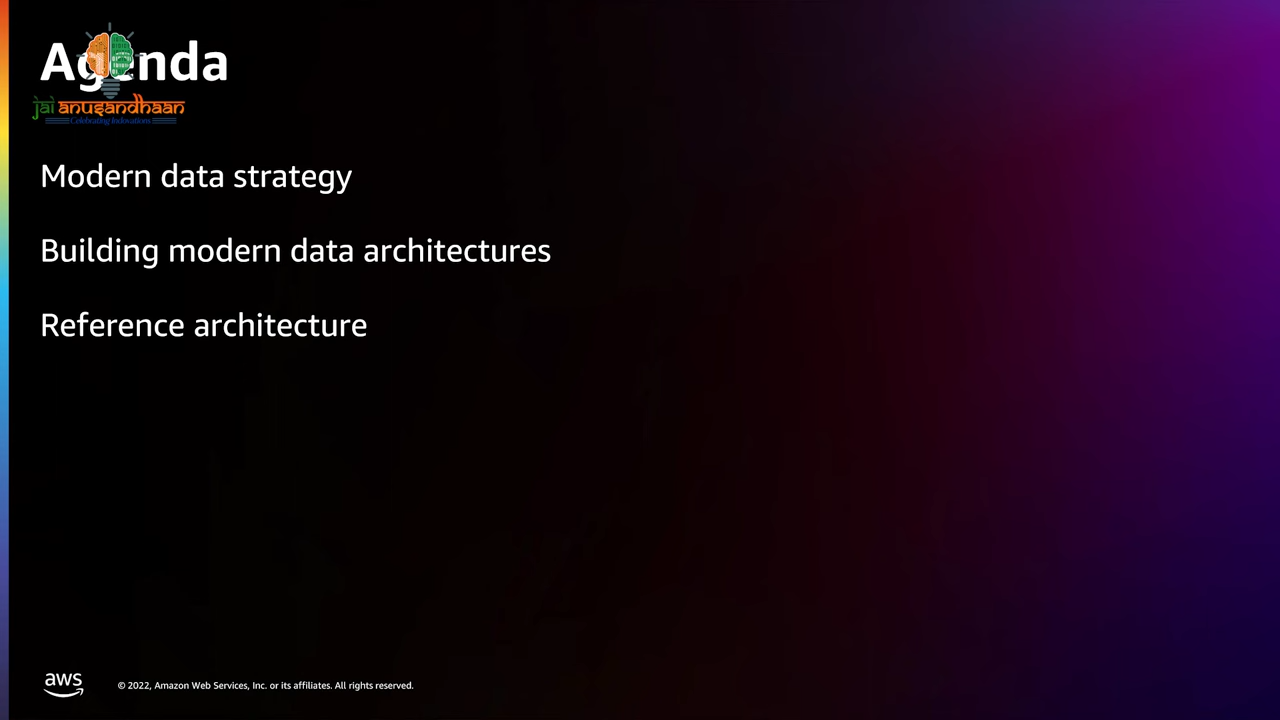 Agenda
jai anusandhaan
Celebrating Indovations
Modern data strategy
Building modern data architectures
Reference architecture
aws
© 2022, Amazon Web Services, Inc. or its affiliates. All rights reserved.